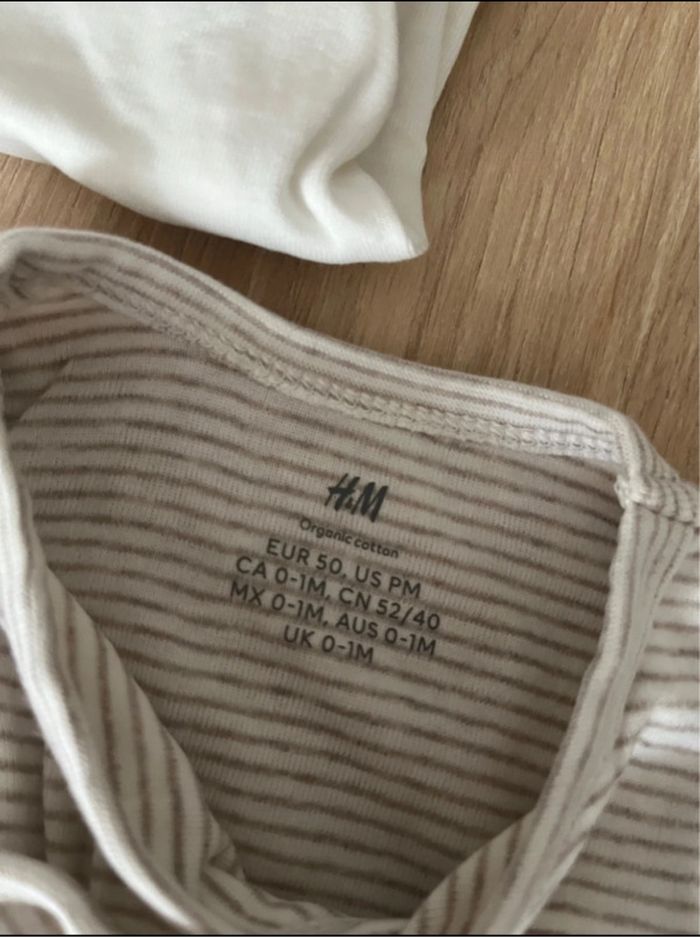 H&M
Organic cotton
EUR 50, US PM
CA 0-1M, CN 52/40
MX 0-1M, AUS 0-1M
UK 0-1M